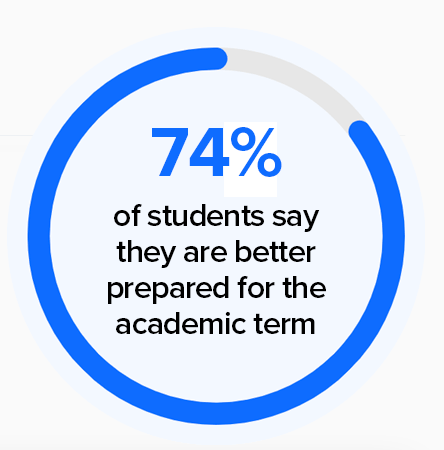 74%
of students say
they are better
prepared for the
academic term